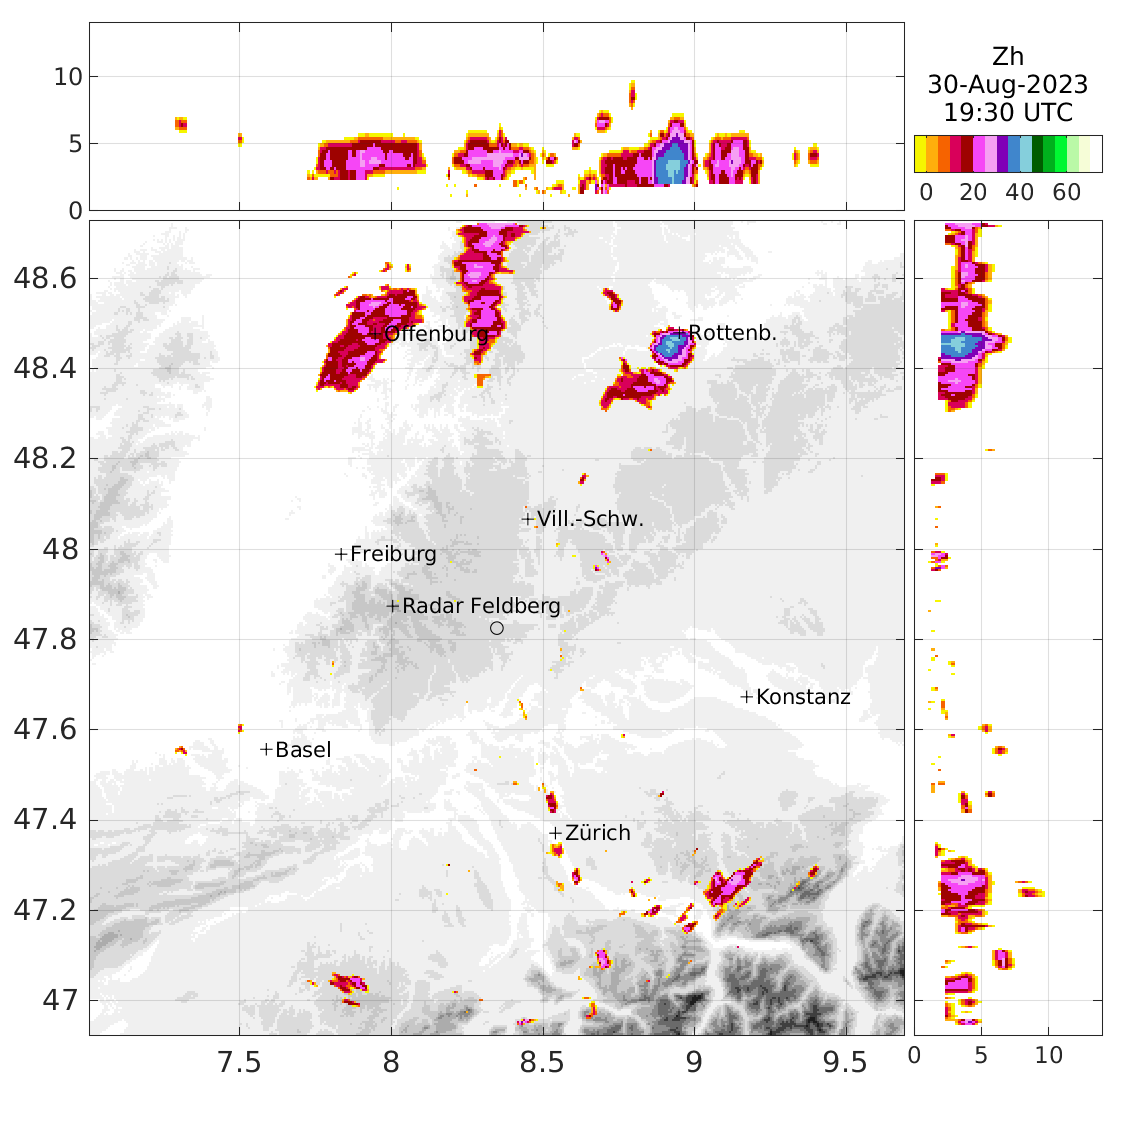 10
5
0
Zh
30-Aug-2023
19:30 UTC
0 20 40 60
48.6
48.4
48.2
48
47.8
47.6
47.4
47.2
47
Offenburg
Rottenb.
Vill.-Schw.
Freiburg
Radar Feldberg
Konstanz
Basel
Zürich
7.5 8 8.5 9 9.5
0 5 10